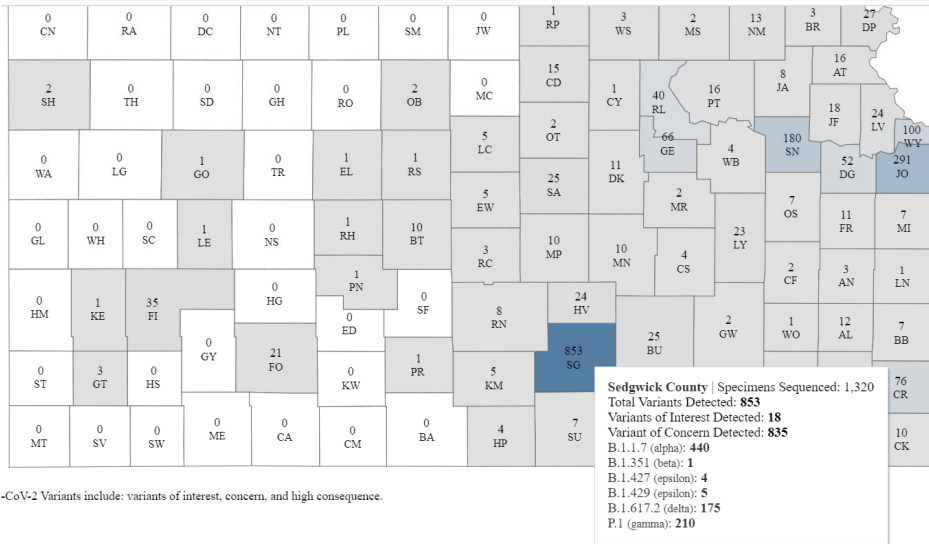 0 0 0 0 0 0 0 1 3 2 13 3 27
CN RA DC NT PL SM JW RP WS MS NM BR DP
2 0 0 0 0 2 0 15 1 40 16 8 16
SH TH SD GH RO OB MC CD CY RL PT JA AT
18 24 100
JF LV WY
0 0 1 0 1 1 5 2 11 66 4 180 52 291
WA LG GO TR EL RS LC OT DK GE WB SN DG JO
25
SA
0 0 0 1 0 1 10 5 2 7 11 7
GL WH SC LE NS RH BT EW MR OS FR MI
3 10 10 4 23
RC MP MN CS LY
0 1 35 0 1 0 2 3 1
HM KE FI HG PN SF CF AN LN
0 8 24
ED RN HV
0 21 853 25 2 1 12 7
GY FO SG BU GW WO AL BB
0 3 0 0 1 5 76
ST GT HS KW PR KM CR
0 0 0 0 0 0 0 4 7 10
MT SV SW ME CA CM BA HP SU CK
Sedgwick County | Specimens Sequenced: 1,320
Total Variants Detected: 853
Variants of Interest Detected: 18
Variant of Concern Detected: 835
B.1.1.7 (alpha): 440
B.1.351 (beta): 1
B.1.427 (epsilon): 4
B.1.429 (epsilon): 5
B.1.617.2 (delta): 175
P.1 (gamma): 210
-CoV-2 Variants include: variants of interest, concern, and high consequence.